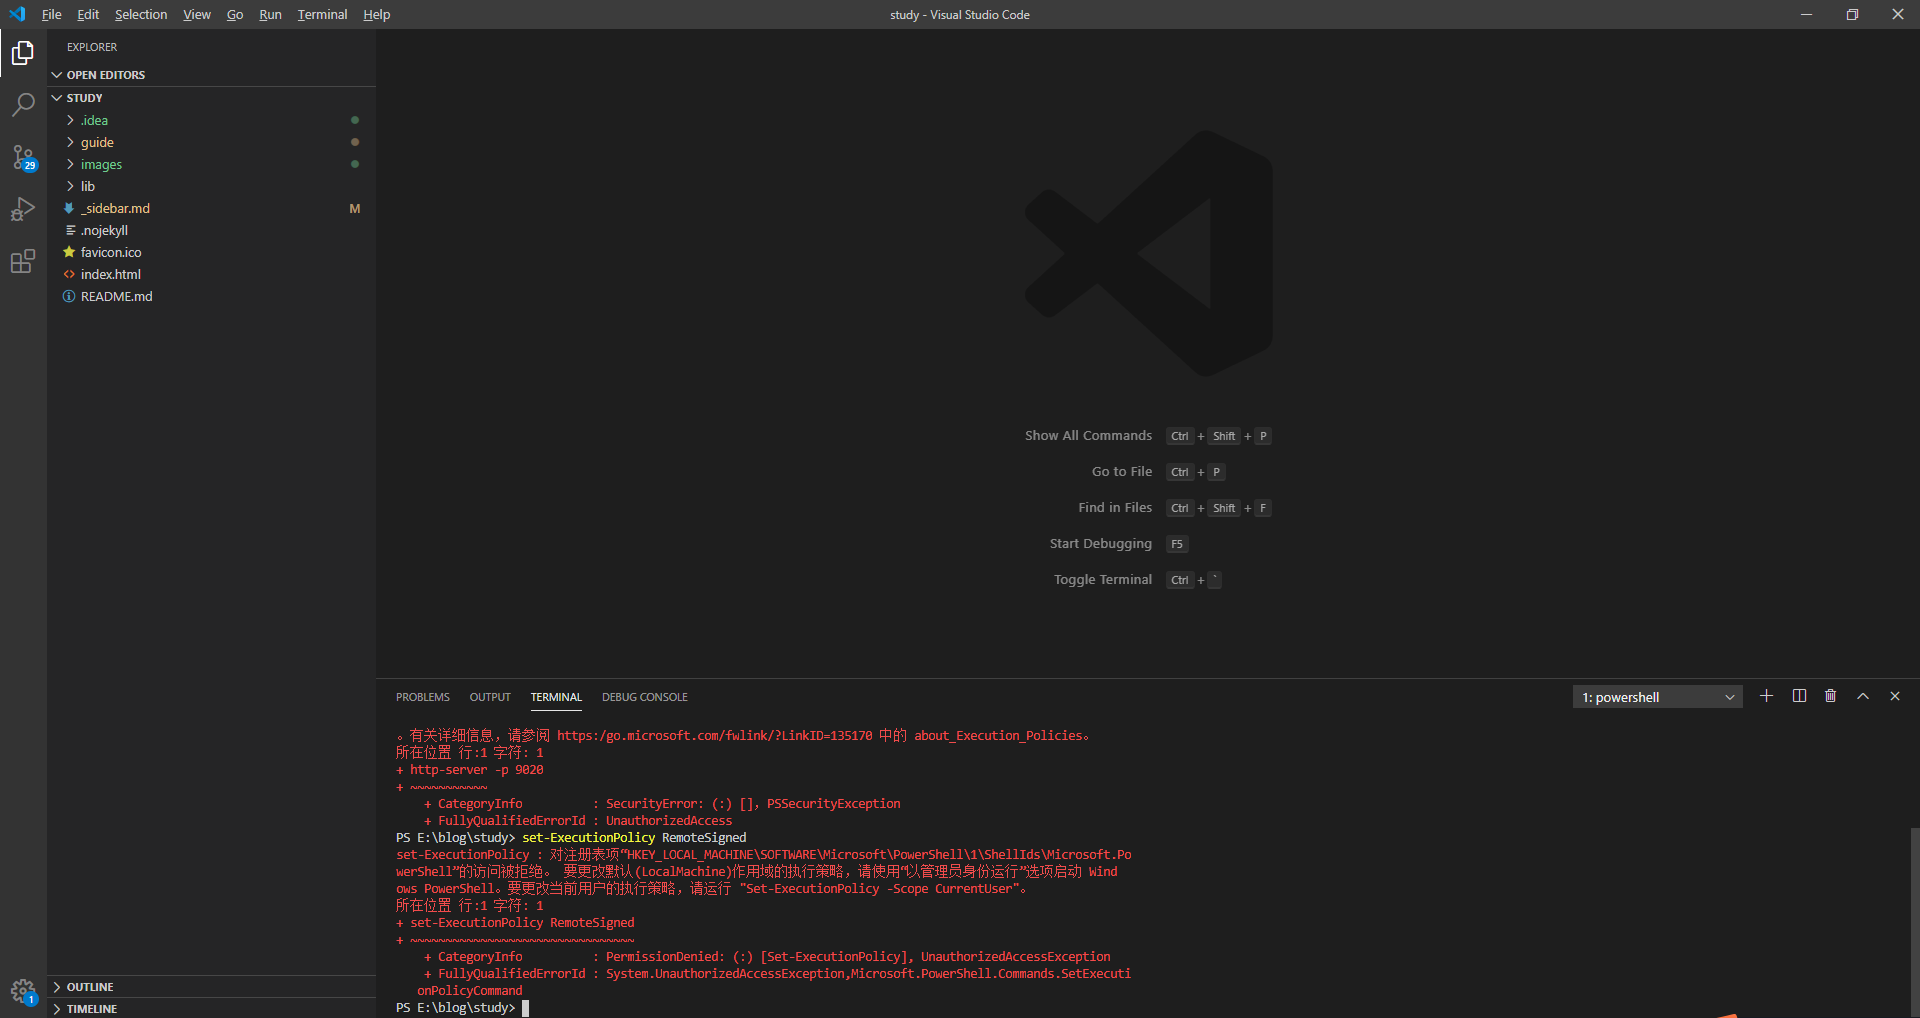 File Edit Selection View Go Run Terminal Help
study - Visual Studio Code
EXPLORER
OPEN EDITORS
STUDY
.idea
guide
images
lib
_sidebar.md M
.nojekyll
favicon.ico
index.html
README.md
29
Show All Commands Ctrl + Shift + P
Go to File Ctrl + P
Find in Files Ctrl + Shift + F
Start Debugging F5
Toggle Terminal Ctrl + `
PROBLEMS OUTPUT TERMINAL DEBUG CONSOLE
1: powershell
。有关详细信息，请参阅 https:/go.microsoft.com/fwlink/?LinkID=135170 中的 about_Execution_Policies。
所在位置 行:1 字符: 1
+ http-server -p 9020
+ ~~~~~~~~~~~
+ CategoryInfo : SecurityError: (:) []，PSSecurityException
+ FullyQualifiedErrorId : UnauthorizedAccess
PS E:\blog\study> set-ExecutionPolicy RemoteSigned
set-ExecutionPolicy : 对注册表项“HKEY_LOCAL_MACHINE\SOFTWARE\Microsoft\PowerShell\1\ShellIds\Microsoft.Po
werShell”的访问被拒绝。 要更改默认(LocalMachine)作用域的执行策略，请使用“以管理员身份运行”选项启动 Wind
ows PowerShell。要更改当前用户的执行策略，请运行 "Set-ExecutionPolicy -Scope CurrentUser"。
所在位置 行:1 字符: 1
+ set-ExecutionPolicy RemoteSigned
+ ~~~~~~~~~~~~~~~~~~~~~~~~~~~~~~~~
+ CategoryInfo : PermissionDenied: (:) [Set-ExecutionPolicy], UnauthorizedAccessException
+ FullyQualifiedErrorId : System.UnauthorizedAccessException,Microsoft.PowerShell.Commands.SetExecuti
onPolicyCommand
PS E:\blog\study>
OUTLINE
TIMELINE
1